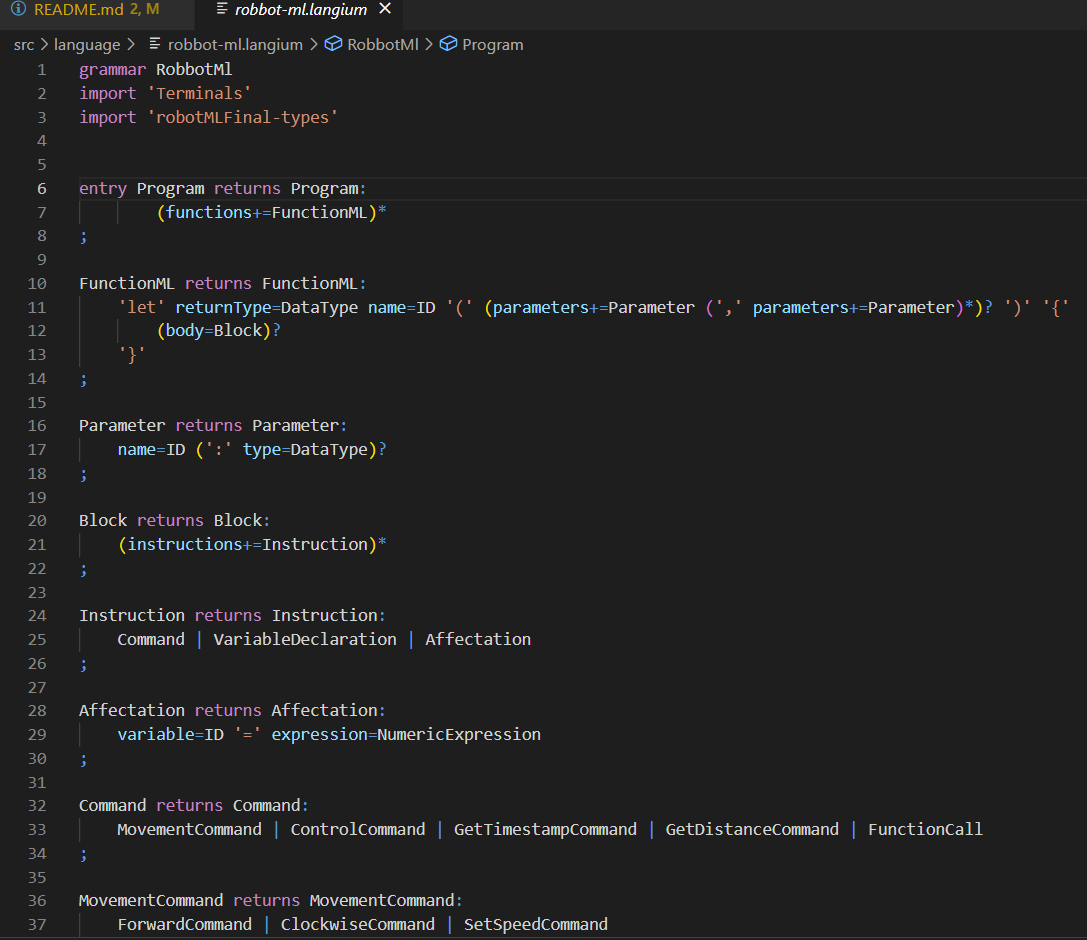 README.md 2, M robbot-ml.langium
src > language > robbot-ml.langium > RobbotMl > Program
1 grammar RobbotMl
2 import 'Terminals'
3 import 'robotMLFinal-types'
4
5
6 entry Program returns Program:
7 (functions+=FunctionML)*
8 ;
9
10 FunctionML returns FunctionML:
11 'let' returnType=DataType name=ID '(' (parameters+=Parameter (',' parameters+=Parameter)*)? ')' '{'
12 (body=Block)?
13 '}'
14 ;
15
16 Parameter returns Parameter:
17 name=ID (':' type=DataType)?
18 ;
19
20 Block returns Block:
21 (instructions+=Instruction)*
22 ;
23
24 Instruction returns Instruction:
25 Command | VariableDeclaration | Affectation
26 ;
27
28 Affectation returns Affectation:
29 variable=ID '=' expression=NumericExpression
30 ;
31
32 Command returns Command:
33 MovementCommand | ControlCommand | GetTimestampCommand | GetDistanceCommand | FunctionCall
34 ;
35
36 MovementCommand returns MovementCommand:
37 ForwardCommand | ClockwiseCommand | SetSpeedCommand